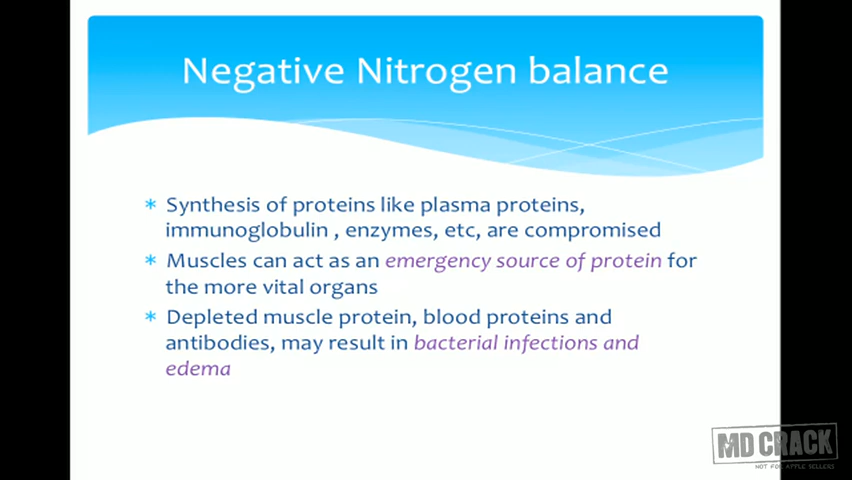 Negative Nitrogen balance
* Synthesis of proteins like plasma proteins,
immunoglobulin , enzymes, etc, are compromised
* Muscles can act as an emergency source of protein for
the more vital organs
* Depleted muscle protein, blood proteins and
antibodies, may result in bacterial infections and
edema
MD CRACK
NOT FOR APPLE SELLERS